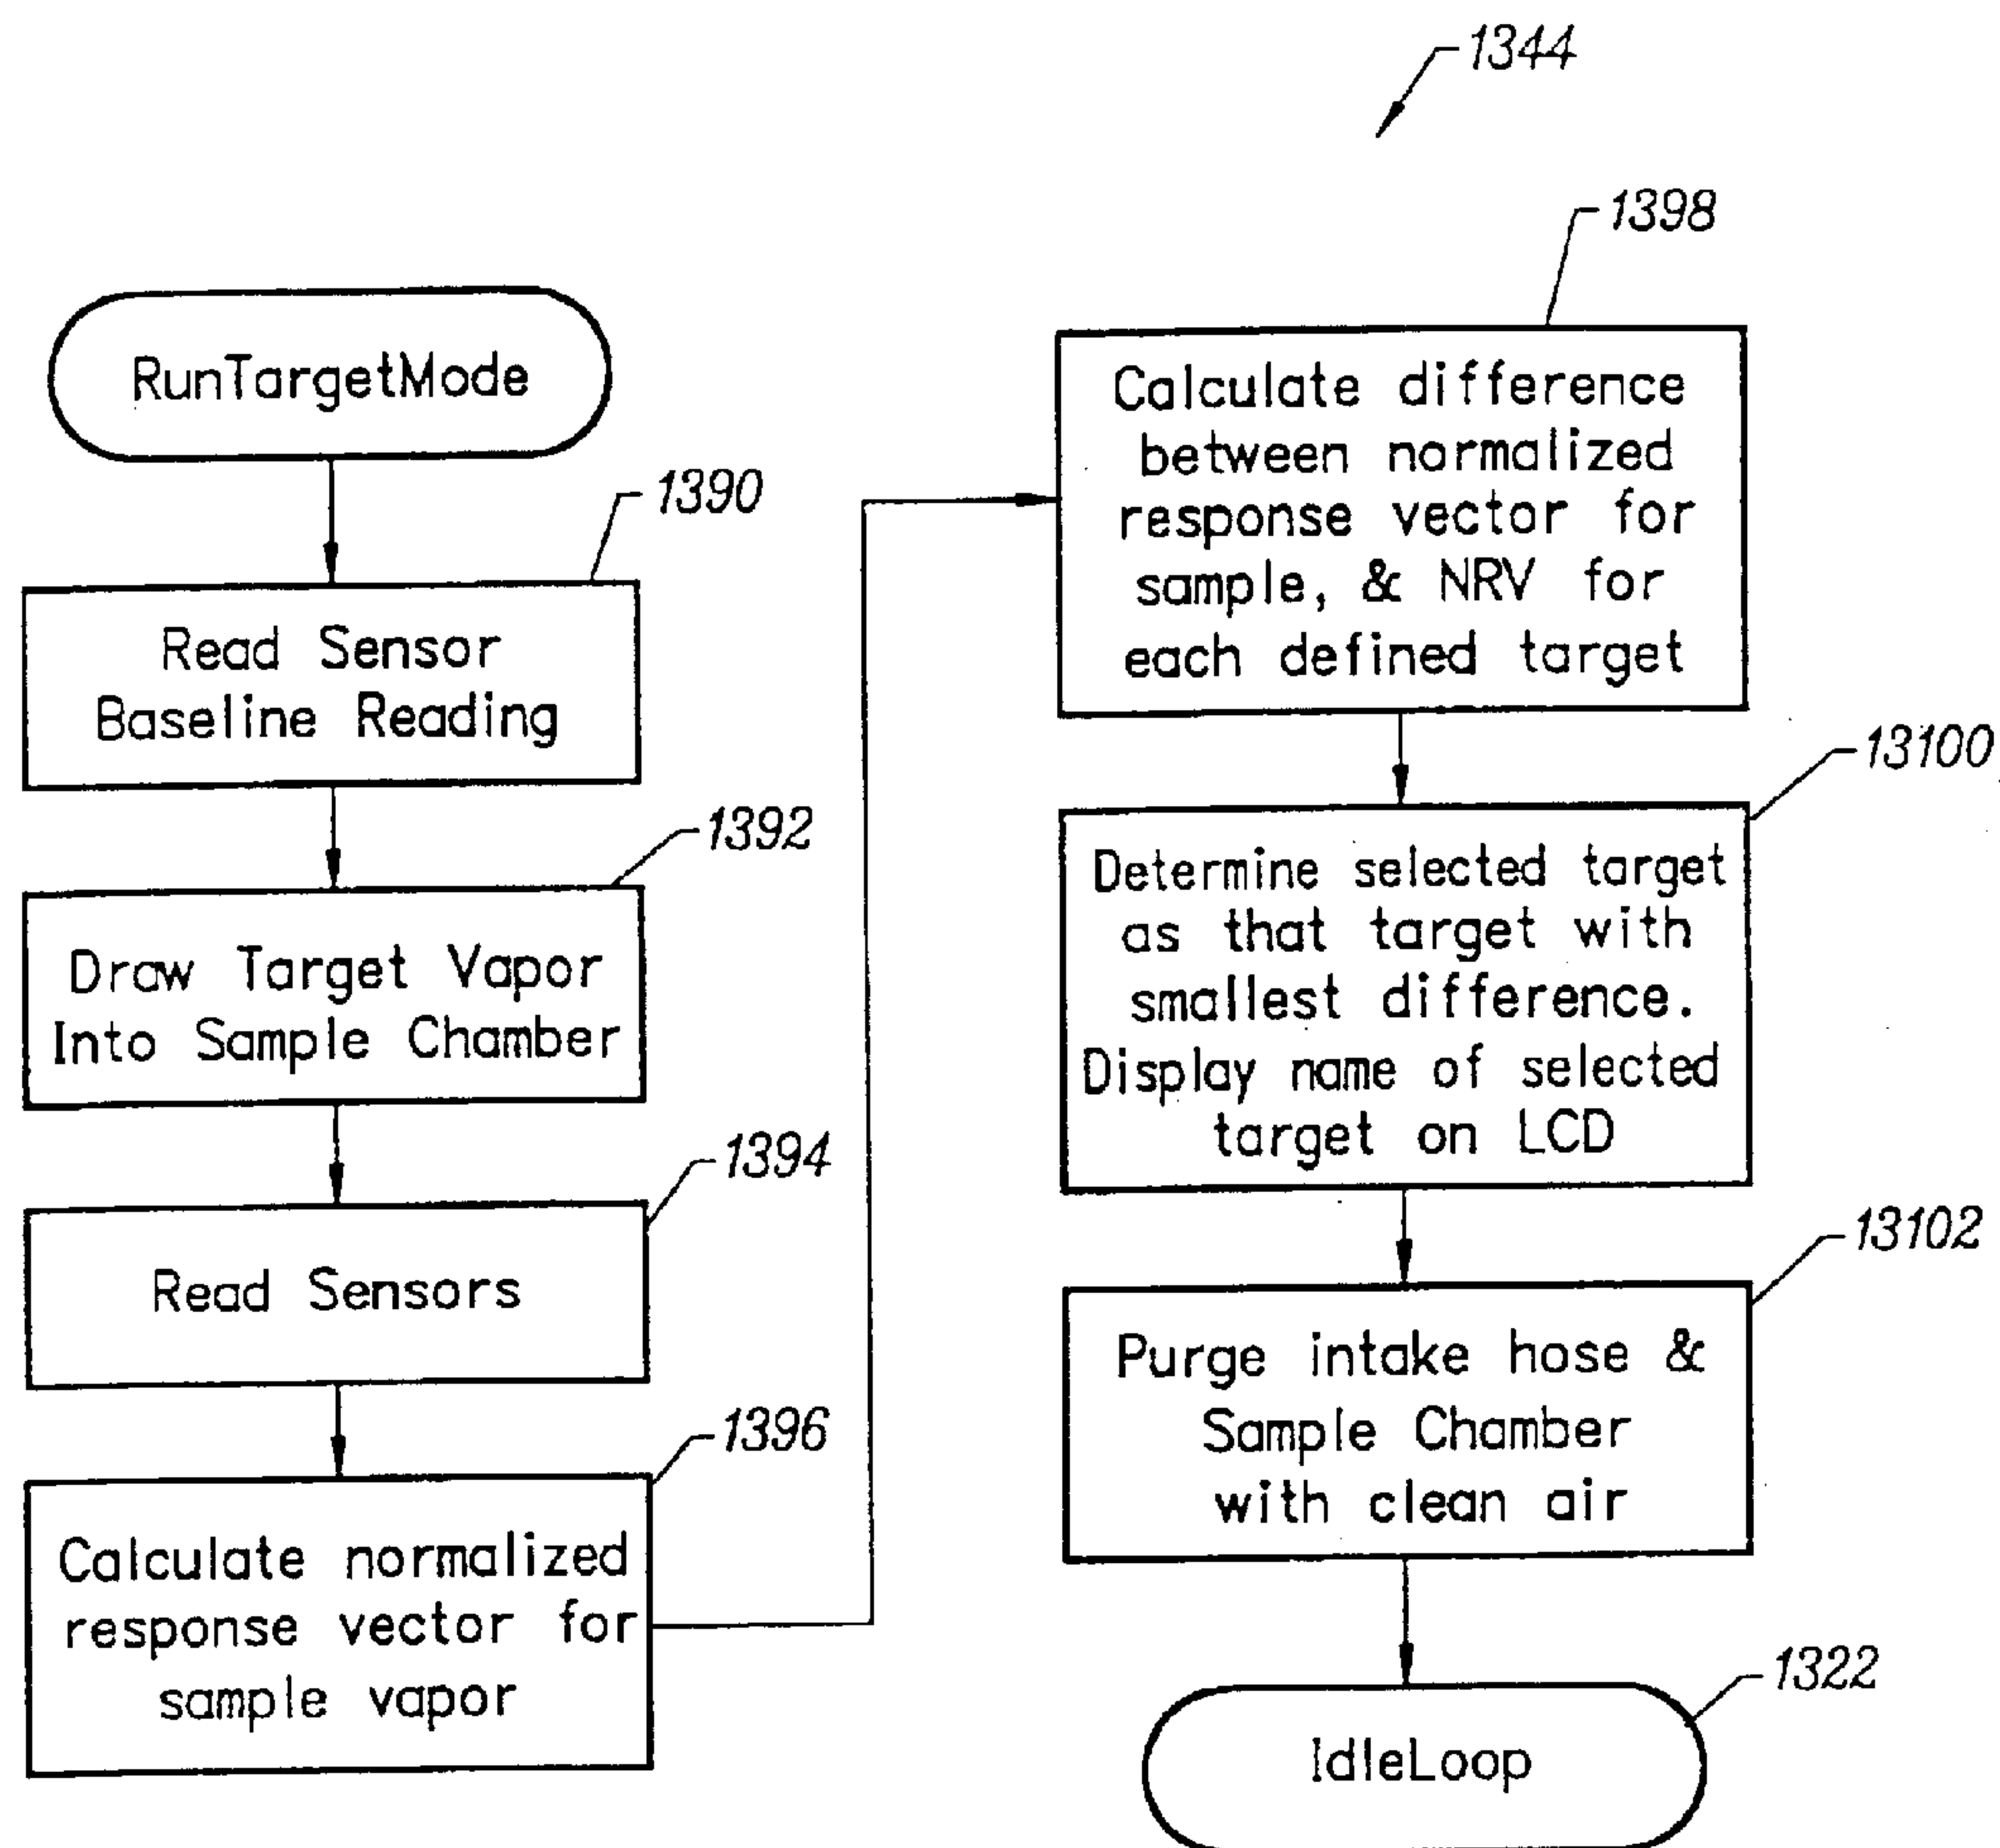 1344
RunTargetMode
1390
Read Sensor
Baseline Reading
1392
Draw Target Vapor
Into Sample Chamber
1394
Read Sensors
1396
Calculate normalized
response vector for
sample vapor
1398
Calculate difference
between normalized
response vector for
sample, & NRV for
each defined target
13100
Determine selected target
as that target with
smallest difference.
Display name of selected
target on LCD
13102
Purge intake hose &
Sample Chamber
with clean air
1322
IdleLoop